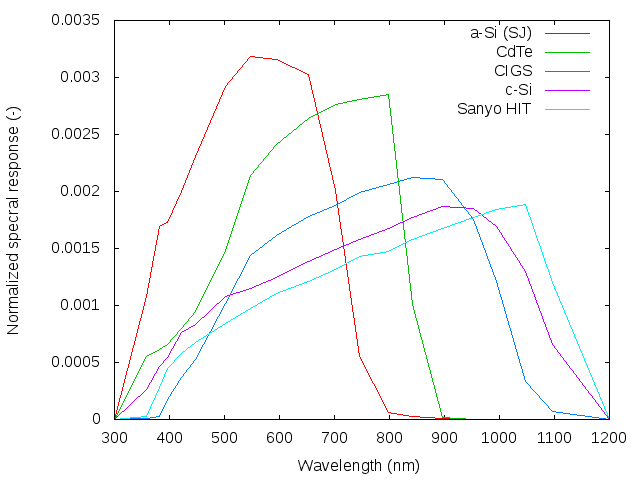 0.0035
0.003
0.0025
0.002
0.0015
0.001
0.0005
0
300 400 500 600 700 800 900 1000 1100 1200
Normalized specral response (-)
Wavelength (nm)
a-Si (SJ)
CdTe
CIGS
c-Si
Sanyo HIT